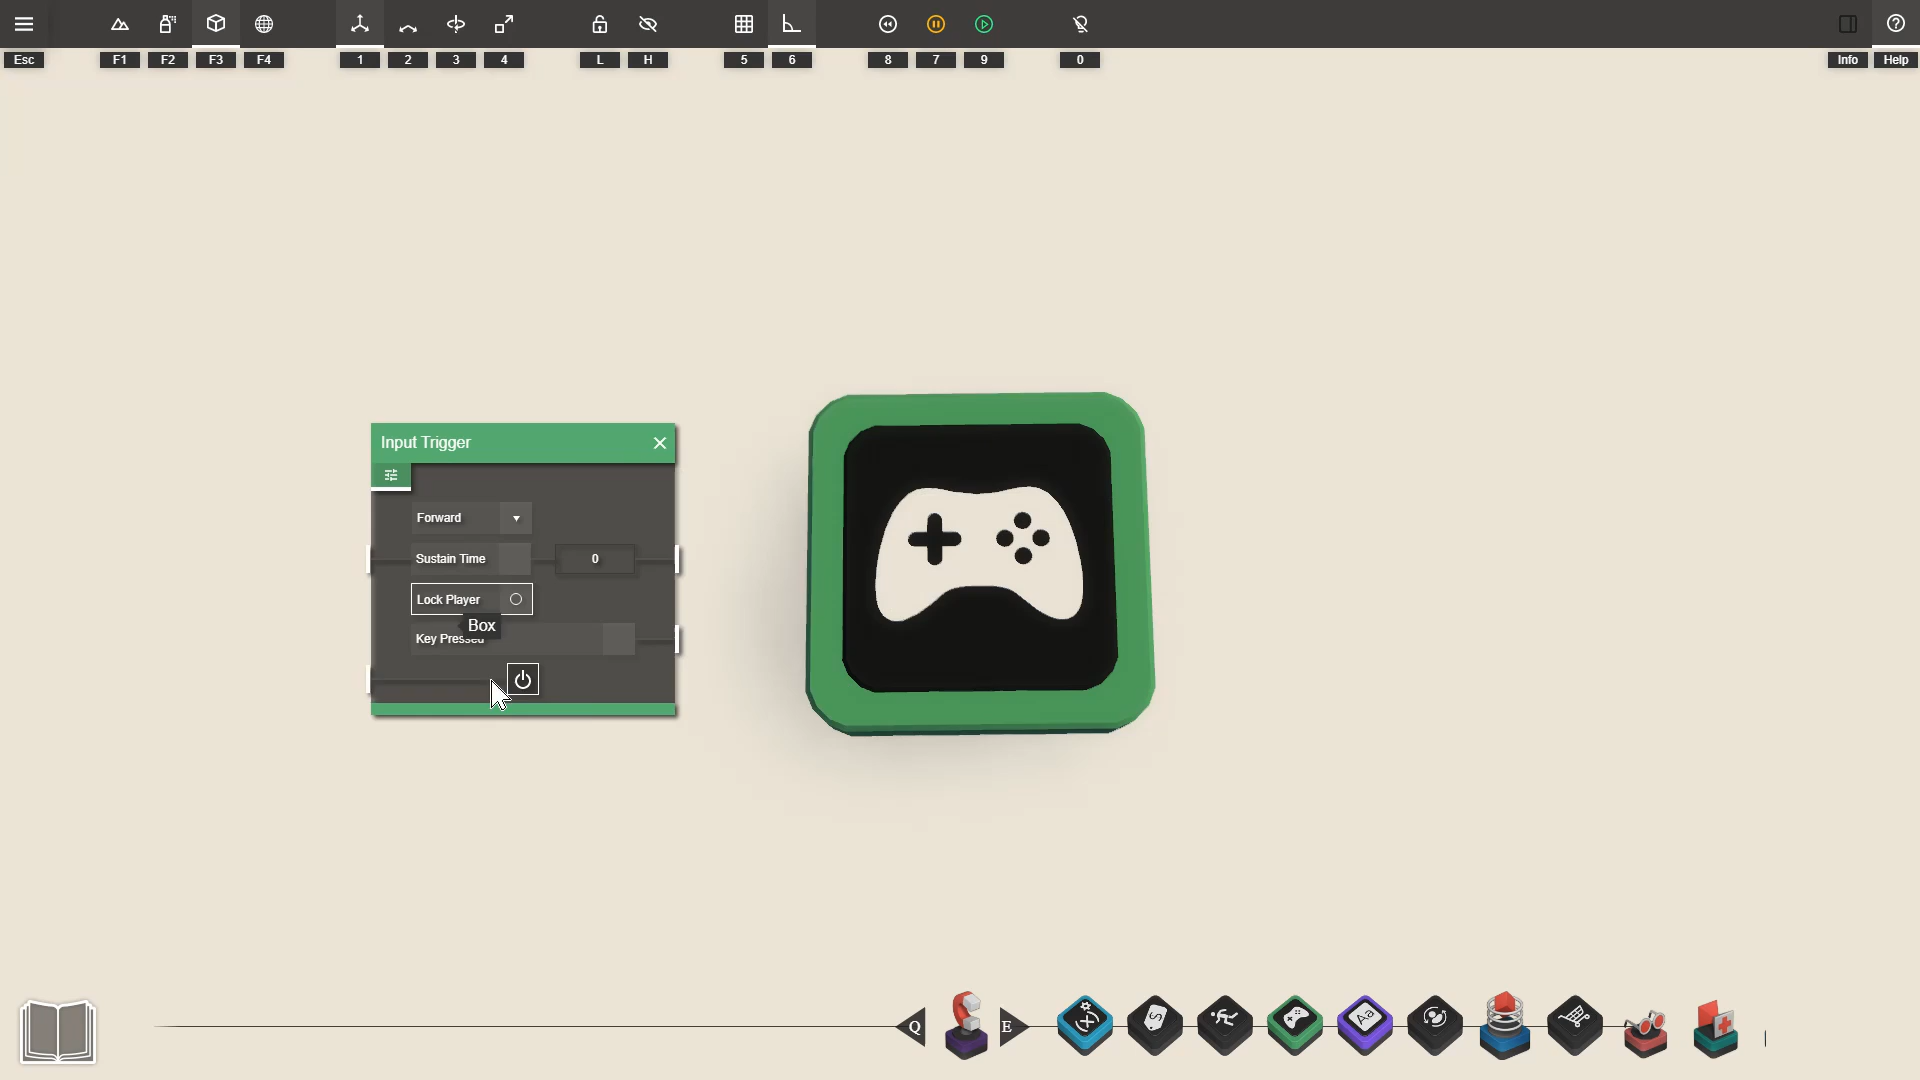 Esc F1 F2 F3 F4 1 2 3 4 L H 5 6 8 7 9 0 Info Help
Input Trigger
Forward
Sustain Time 0
Lock Player
Box
Key Pressed
Q E
Aa